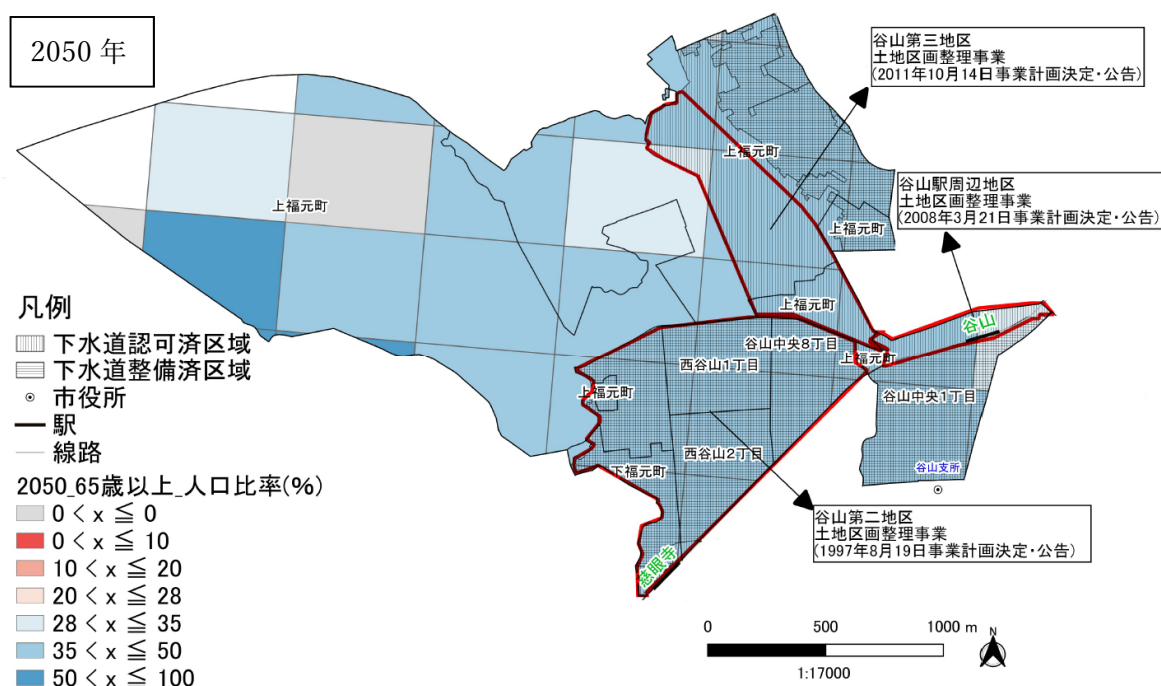 2050 年
谷山第三地区
土地区画整理事業
(2011年10月14日事業計画決定・公告)
上福元町
谷山駅周辺地区
土地区画整理事業
(2008年3月21日事業計画決定・公告)
上福元町
上福元町
上福元町
谷山
谷山中央8丁目
上福元町
西谷山1丁目
上福元町
谷山中央1丁目
西谷山2丁目
下福元町
谷山支所
谷山第二地区
土地区画整理事業
(1997年8月19日事業計画決定・公告)
慈眼寺
凡例
下水道認可済区域
下水道整備済区域
市役所
駅
線路
2050_65歳以上_人口比率(%)
0 < x ≦ 0
0 < x ≦ 10
10 < x ≦ 20
20 < x ≦ 28
28 < x ≦ 35
35 < x ≦ 50
50 < x ≦ 100
0 500 1000 m
N
1:17000